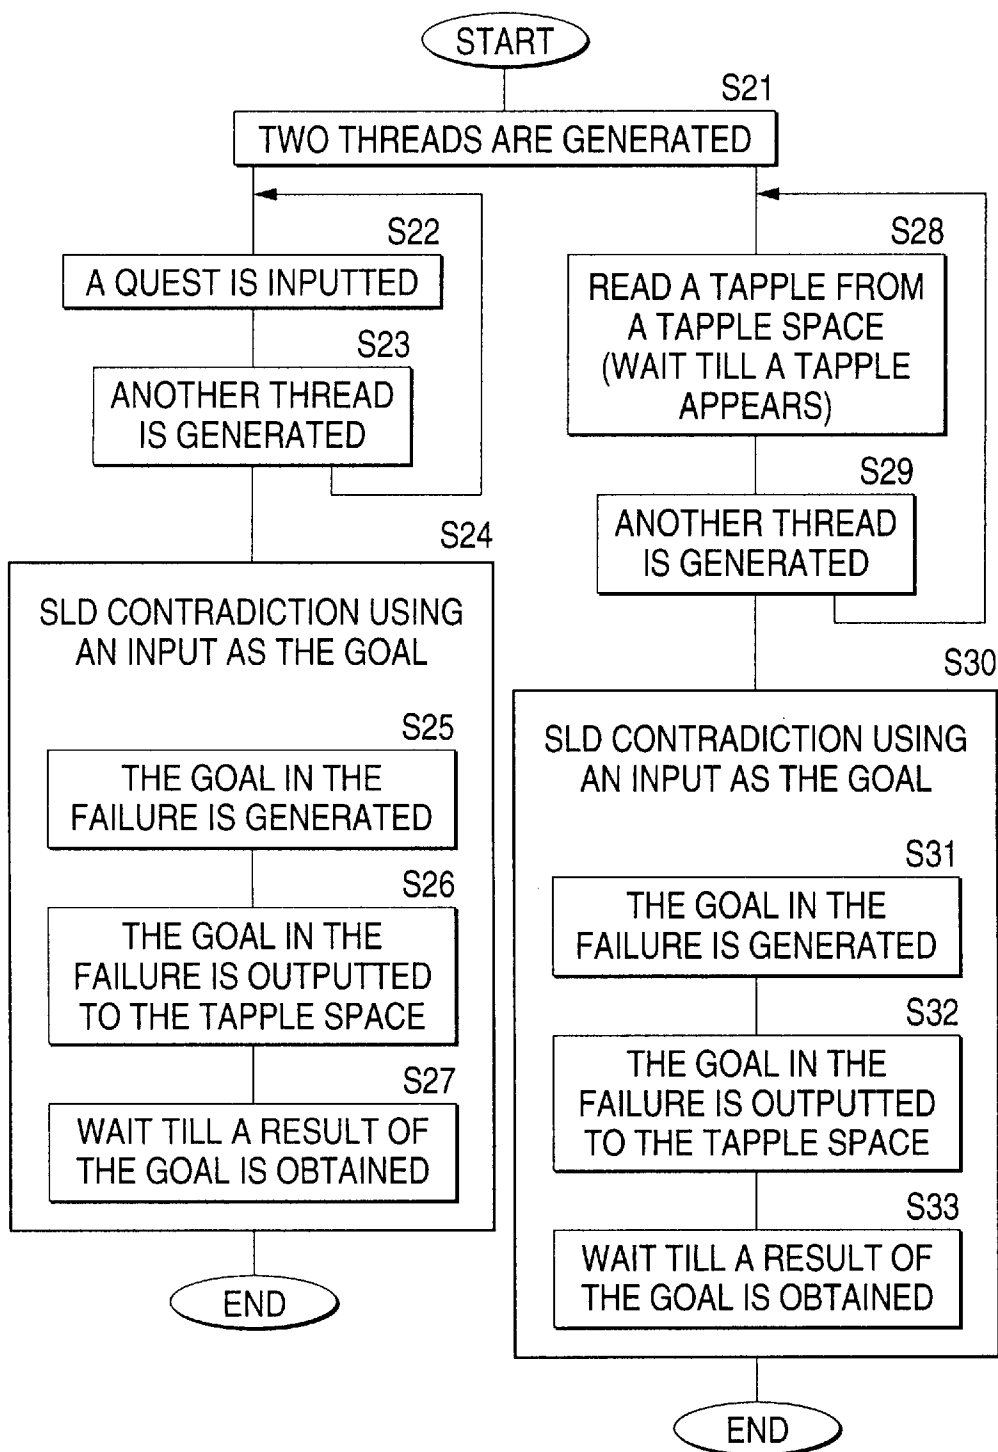 START
S21
TWO THREADS ARE GENERATED
S22
A QUEST IS INPUTTED
S23
ANOTHER THREAD
IS GENERATED
S24
SLD CONTRADICTION USING
AN INPUT AS THE GOAL
S25
THE GOAL IN THE
FAILURE IS GENERATED
S26
THE GOAL IN THE
FAILURE IS OUTPUTTED
TO THE TAPPLE SPACE
S27
WAIT TILL A RESULT OF
THE GOAL IS OBTAINED
END
S28
READ A TAPPLE FROM
A TAPPLE SPACE
(WAIT TILL A TAPPLE
APPEARS)
S29
ANOTHER THREAD
IS GENERATED
S30
SLD CONTRADICTION USING
AN INPUT AS THE GOAL
S31
THE GOAL IN THE
FAILURE IS GENERATED
S32
THE GOAL IN THE
FAILURE IS OUTPUTTED
TO THE TAPPLE SPACE
S33
WAIT TILL A RESULT OF
THE GOAL IS OBTAINED
END